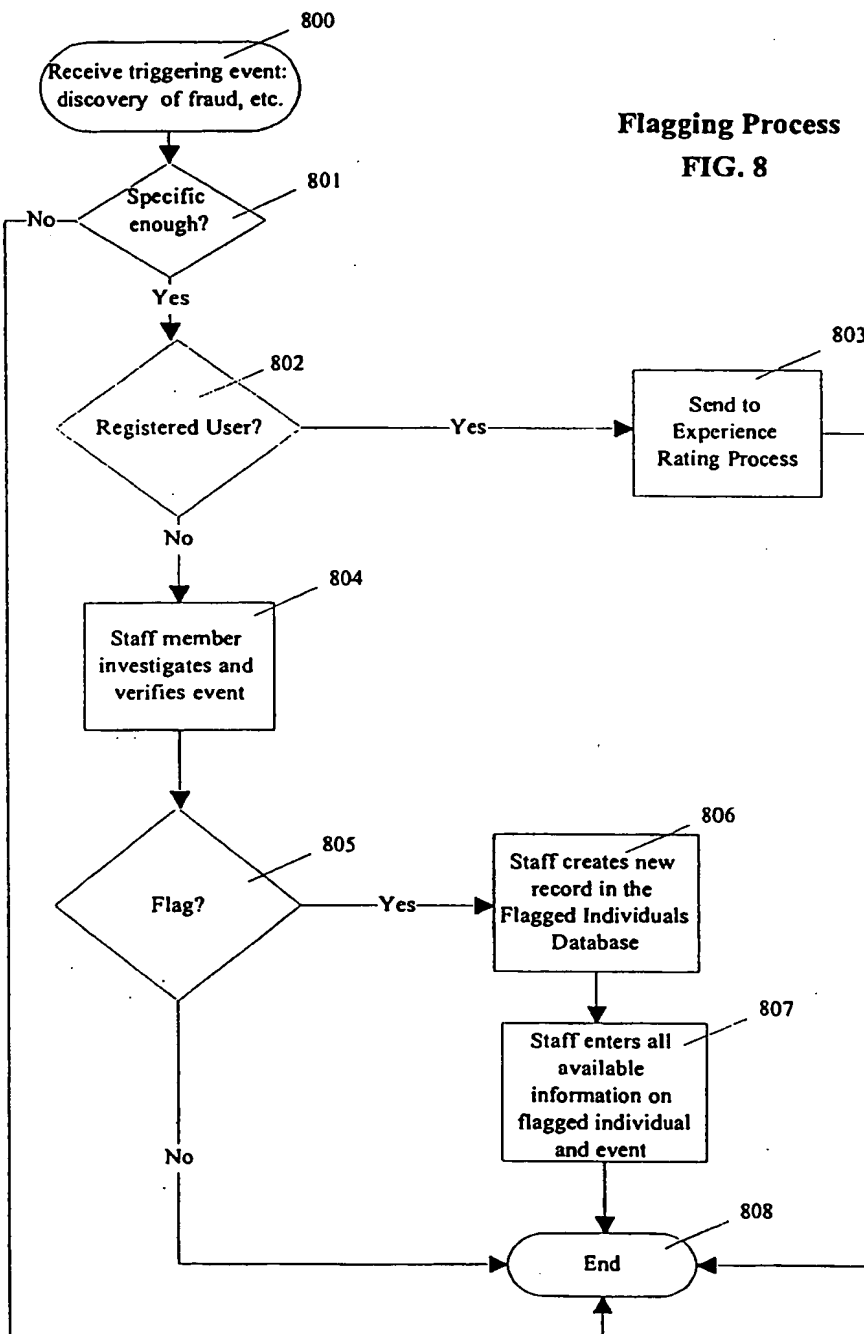 800
Receive triggering event:
discovery of fraud, etc.
Flagging Process
FIG. 8
801
Specific
enough?
No
Yes
802
Registered User?
Yes
803
Send to
Experience
Rating Process
No
804
Staff member
investigates and
verifies event
805
Flag?
Yes
806
Staff creates new
record in the
Flagged Individuals
Database
807
Staff enters all
available
information on
flagged individual
and event
No
808
End